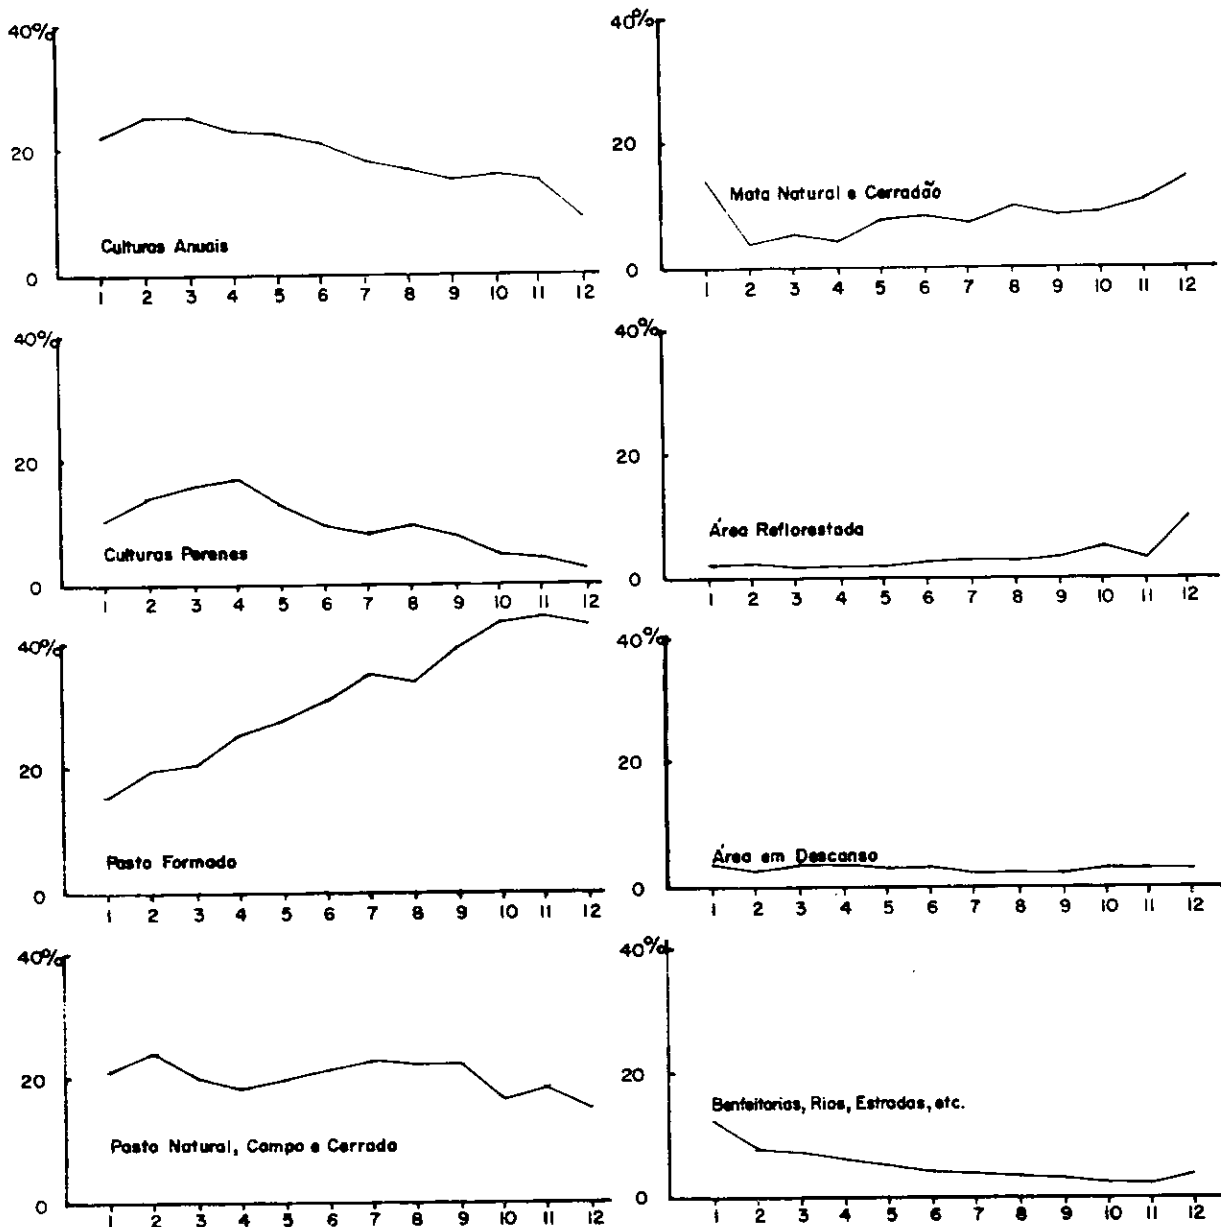 40%
20
0
Culturas Anuais
1 2 3 4 5 6 7 8 9 10 11 12
40%
20
0
Mata Natural e Cerradão
1 2 3 4 5 6 7 8 9 10 11 12
40%
20
0
Culturas Perenes
1 2 3 4 5 6 7 8 9 10 11 12
40%
20
0
Área Reflorestada
1 2 3 4 5 6 7 8 9 10 11 12
40%
20
0
Pasto Formado
1 2 3 4 5 6 7 8 9 10 11 12
40%
20
0
Área em Descanso
1 2 3 4 5 6 7 8 9 10 11 12
40%
20
0
Pasto Natural, Campo e Cerrado
1 2 3 4 5 6 7 8 9 10 11 12
40%
20
0
Benfeitorias, Rios, Estradas, etc.
1 2 3 4 5 6 7 8 9 10 11 12